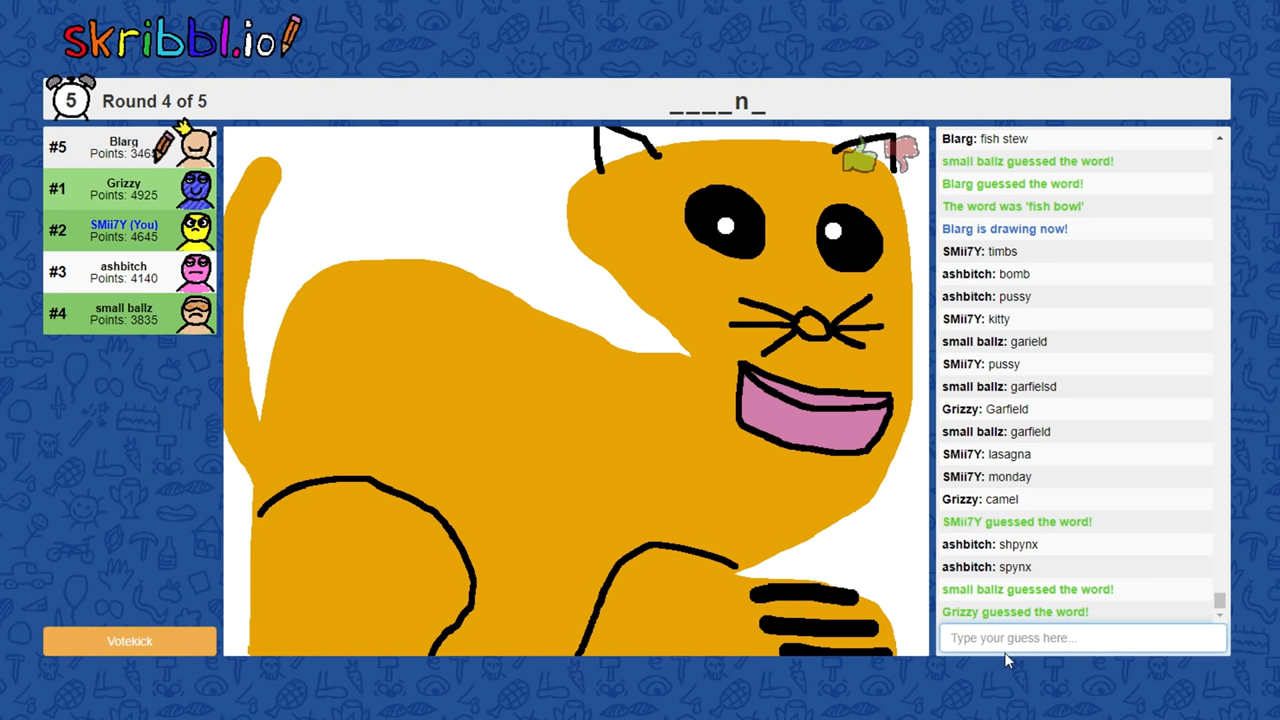 skribbl.io
5
Round 4 of 5
____n_
#5
Blarg
Points: 3465
#1
Grizzy
Points: 4925
#2
SMii7Y (You)
Points: 4645
#3
ashbitch
Points: 4140
#4
small ballz
Points: 3835
Votekick
Blarg: fish stew
small ballz guessed the word!
Blarg guessed the word!
The word was 'fish bowl'
Blarg is drawing now!
SMii7Y: timbs
ashbitch: bomb
ashbitch: pussy
SMii7Y: kitty
small ballz: garield
SMii7Y: pussy
small ballz: garfielsd
Grizzy: Garfield
small ballz: garfield
SMii7Y: lasagna
SMii7Y: monday
Grizzy: camel
SMii7Y guessed the word!
ashbitch: shpynx
ashbitch: spynx
small ballz guessed the word!
Grizzy guessed the word!
Type your guess here...